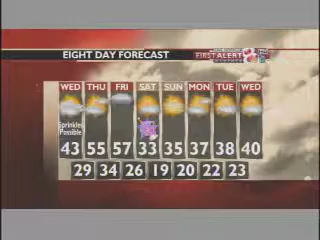 EIGHT DAY FORECAST
FIRST ALERT
8
WED THU FRI SAT SUN MON TUE WED
Sprinkles
Possible
43 55 57 33 35 37 38 40
29 34 26 19 20 22 23